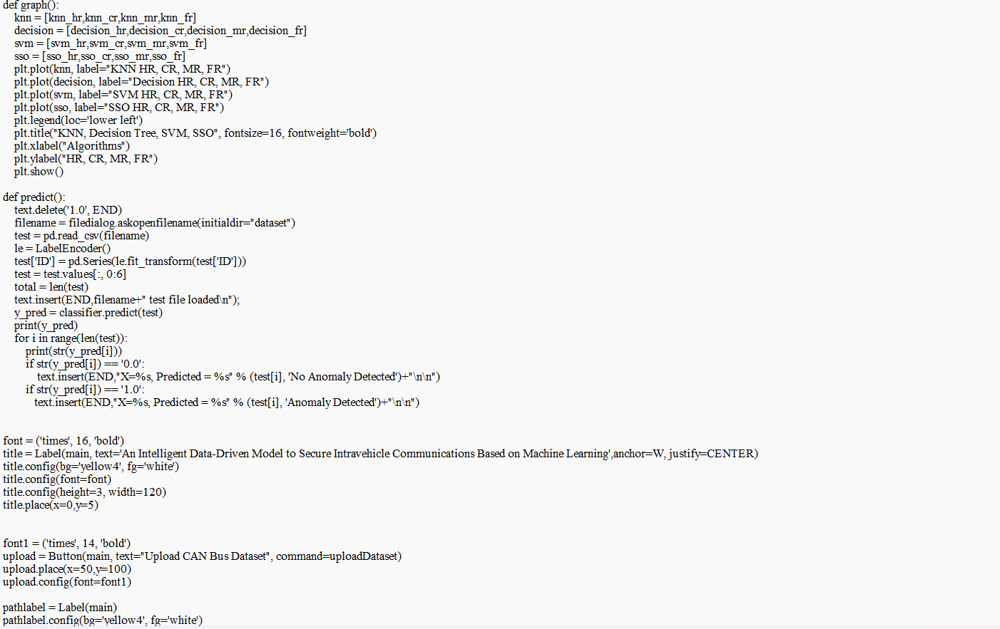 def graph():
    knn = [knn_hr,knn_cr,knn_mr,knn_fr]
    decision = [decision_hr,decision_cr,decision_mr,decision_fr]
    svm = [svm_hr,svm_cr,svm_mr,svm_fr]
    sso = [sso_hr,sso_cr,sso_mr,sso_fr]
    plt.plot(knn, label="KNN HR, CR, MR, FR")
    plt.plot(decision, label="Decision HR, CR, MR, FR")
    plt.plot(svm, label="SVM HR, CR, MR, FR")
    plt.plot(sso, label="SSO HR, CR, MR, FR")
    plt.legend(loc='lower left')
    plt.title("KNN, Decision Tree, SVM, SSO", fontsize=16, fontweight='bold')
    plt.xlabel("Algorithms")
    plt.ylabel("HR, CR, MR, FR")
    plt.show()

def predict():
    text.delete('1.0', END)
    filename = filedialog.askopenfilename(initialdir="dataset")
    test = pd.read_csv(filename)
    le = LabelEncoder()
    test['ID'] = pd.Series(le.fit_transform(test['ID']))
    test = test.values[:, 0:6]
    total = len(test)
    text.insert(END,filename+" test file loaded\n");
    y_pred = classifier.predict(test)
    print(y_pred)
    for i in range(len(test)):
        print(str(y_pred[i]))
        if str(y_pred[i]) == '0.0':
            text.insert(END,"X=%s, Predicted = %s" % (test[i], 'No Anomaly Detected')+"\n\n")
        if str(y_pred[i]) == '1.0':
           text.insert(END,"X=%s, Predicted = %s" % (test[i], 'Anomaly Detected')+"\n\n")

font = ('times', 16, 'bold')
title = Label(main, text='An Intelligent Data-Driven Model to Secure Intravehicle Communications Based on Machine Learning',anchor=W, justify=CENTER)
title.config(bg='yellow4', fg='white')
title.config(font=font)
title.config(height=3, width=120)
title.place(x=0,y=5)

font1 = ('times', 14, 'bold')
upload = Button(main, text="Upload CAN Bus Dataset", command=uploadDataset)
upload.place(x=50,y=100)
upload.config(font=font1)

pathlabel = Label(main)
pathlabel.config(bg='yellow4', fg='white')